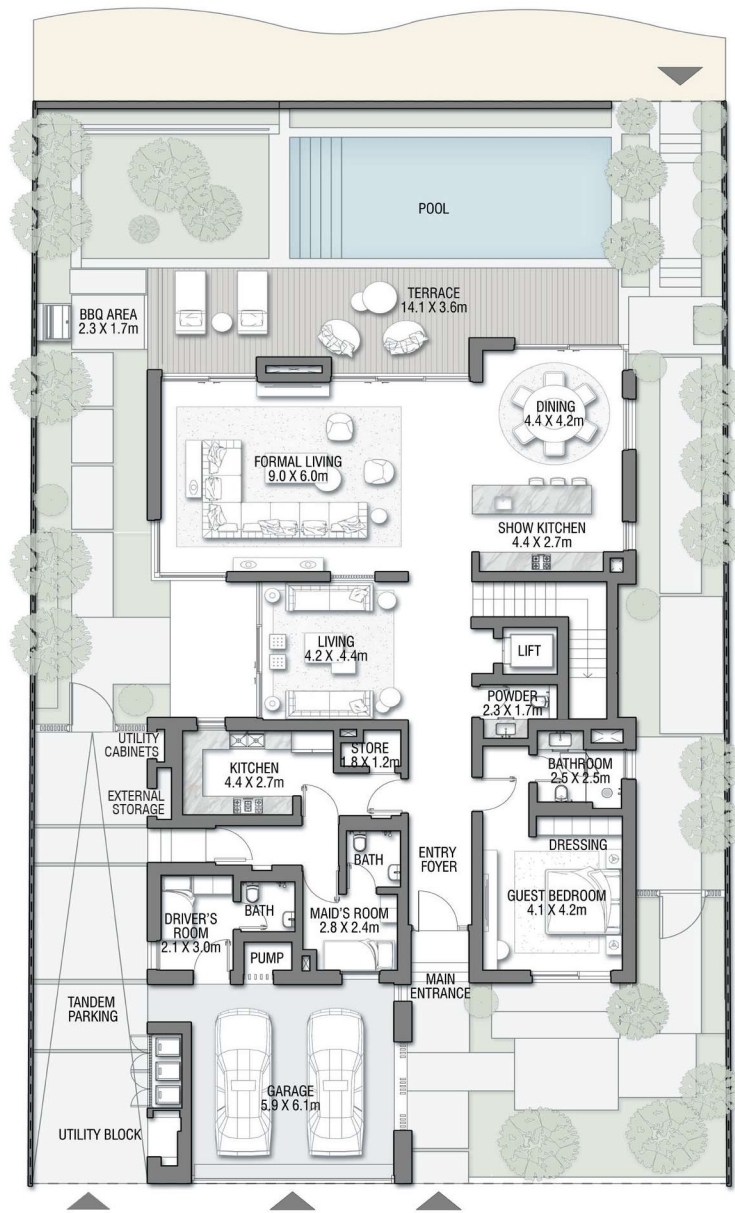 POOL
TERRACE
14.1 X 3.6m
BBQ AREA
2.3 X 1.7m
DINING
4.4 X 4.2m
FORMAL LIVING
9.0 X 6.0m
SHOW KITCHEN
4.4 X 2.7m
LIVING
4.2 X .4.4m
LIFT
POWDER
2.3 X 1.7m
UTILITY
CABINETS
STORE
1.8 X 1.2m
KITCHEN
4.4 X 2.7m
BATHROOM
2.5 X 2.5m
EXTERNAL
STORAGE
BATH
ENTRY
FOYER
DRESSING
GUEST BEDROOM
4.1 X 4.2m
DRIVER'S
ROOM
2.1 X 3.0m
BATH
MAID'S ROOM
2.8 X 2.4m
PUMP
MAIN
ENTRANCE
TANDEM
PARKING
GARAGE
5.9 X 6.1m
UTILITY BLOCK